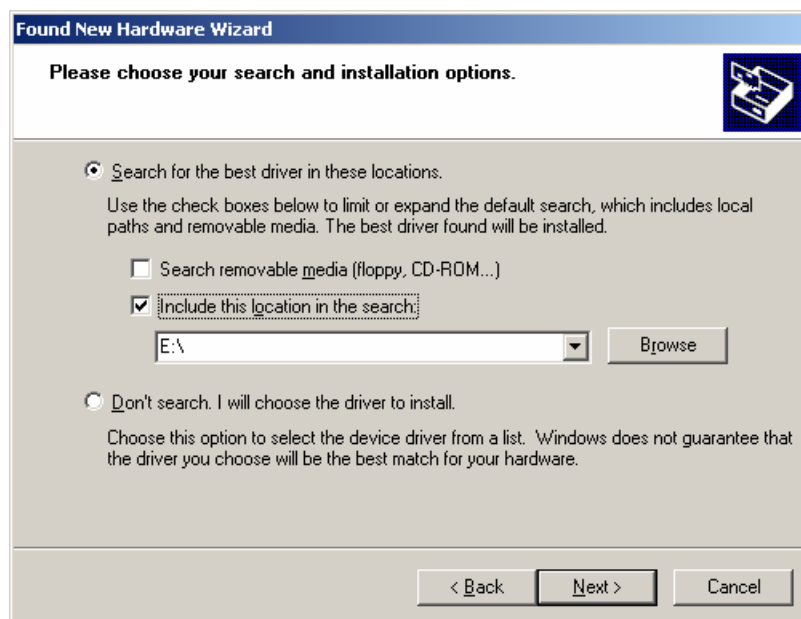 Found New Hardware Wizard
Please choose your search and installation options.
Search for the best driver in these locations.
Use the check boxes below to limit or expand the default search, which includes local
paths and removable media. The best driver found will be installed.
Search removable media (floppy, CD-ROM...)
Include this location in the search:
E:\
Browse
Don't search. I will choose the driver to install.
Choose this option to select the device driver from a list. Windows does not guarantee that
the driver you choose will be the best match for your hardware.
< Back
Next >
Cancel